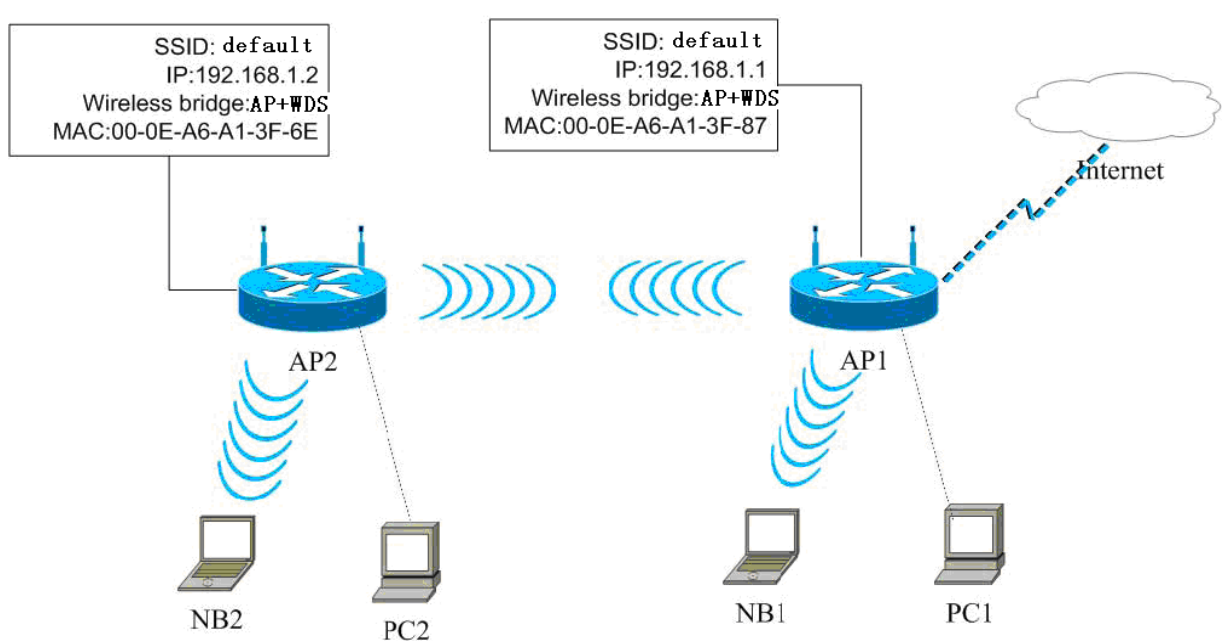 SSID: default
IP:192.168.1.2
Wireless bridge:AP+WDS
MAC:00-0E-A6-A1-3F-6E
SSID: default
IP:192.168.1.1
Wireless bridge:AP+WDS
MAC:00-0E-A6-A1-3F-87
Internet
AP2
AP1
NB2
PC2
NB1
PC1